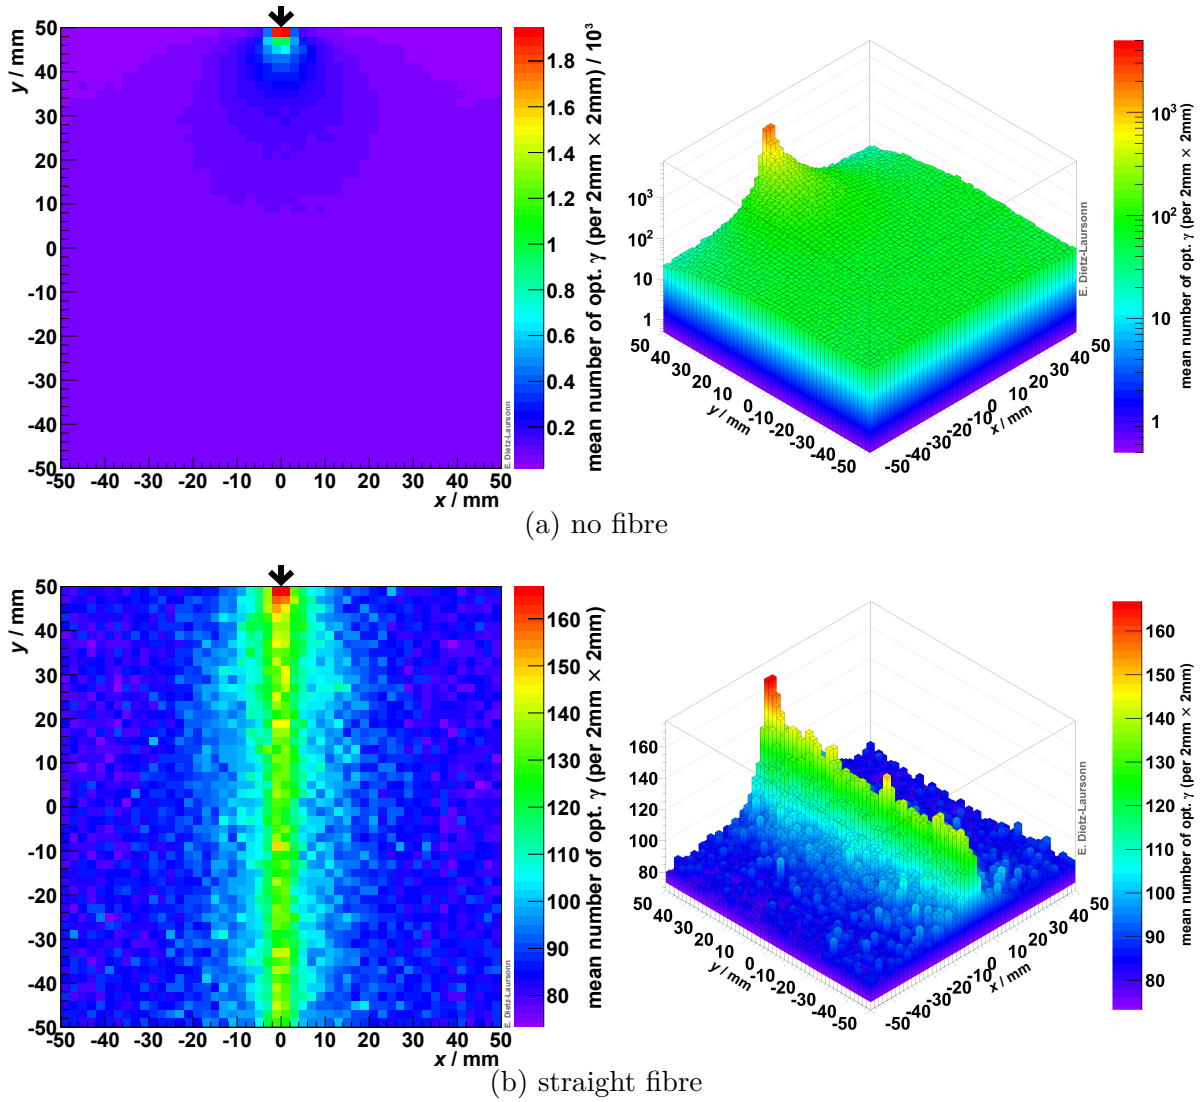 y / mm
50
40
30
20
10
0
-10
-20
-30
-40
-50
-50 -40 -30 -20 -10 0 10 20 30 40 50
x / mm
E. Dietz-Laursonn
1.8
1.6
1.4
1.2
1
0.8
0.6
0.4
0.2
mean number of opt. γ (per 2mm × 2mm) / 10³
10³
10²
10
1
50 40 30 20 10 0 -10 -20 -30 -40 -50
y / mm
-50 -40 -30 -20 -10 0 10 20 30 40 50
x / mm
E. Dietz-Laursonn
10³
10²
10
1
mean number of opt. γ (per 2mm × 2mm)
(a) no fibre
y / mm
50
40
30
20
10
0
-10
-20
-30
-40
-50
-50 -40 -30 -20 -10 0 10 20 30 40 50
x / mm
E. Dietz-Laursonn
160
150
140
130
120
110
100
90
80
mean number of opt. γ (per 2mm × 2mm)
160
140
120
100
80
50 40 30 20 10 0 -10 -20 -30 -40 -50
y / mm
-50 -40 -30 -20 -10 0 10 20 30 40 50
x / mm
E. Dietz-Laursonn
160
150
140
130
120
110
100
90
80
mean number of opt. γ (per 2mm × 2mm)
(b) straight fibre